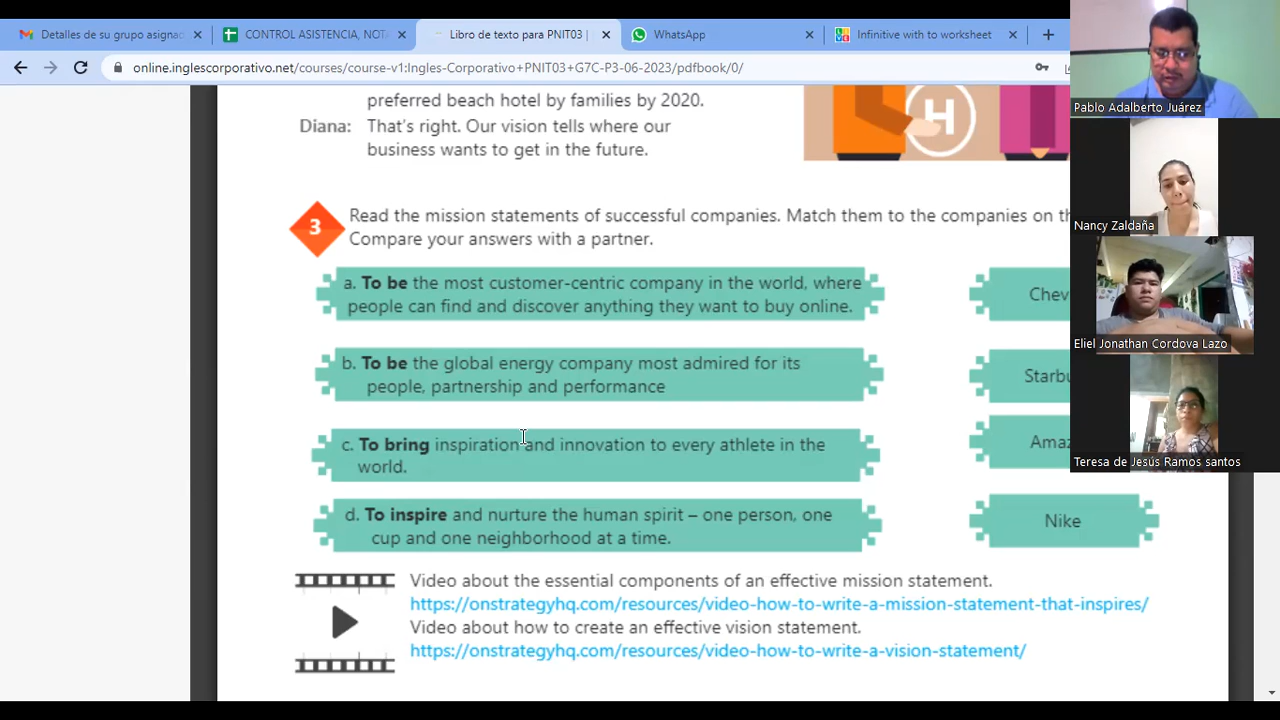 Detalles de su grupo asignad
CONTROL ASISTENCIA, NOTA
Libro de texto para PNIT03 |
WhatsApp
Infinitive with to worksheet
online.inglescorporativo.net/courses/course-v1:Ingles-Corporativo+PNIT03+G7C-P3-06-2023/pdfbook/0/
Pablo Adalberto Juárez
Nancy Zaldaña
Eliel Jonathan Cordova Lazo
Teresa de Jesús Ramos santos
preferred beach hotel by families by 2020.
Diana: That's right. Our vision tells where our
business wants to get in the future.
H
3
Read the mission statements of successful companies. Match them to the companies on th
Compare your answers with a partner.
a. To be the most customer-centric company in the world, where
people can find and discover anything they want to buy online.
Chev
b. To be the global energy company most admired for its
people, partnership and performance
Starbu
c. To bring inspiration and innovation to every athlete in the
world.
Amaz
d. To inspire and nurture the human spirit – one person, one
cup and one neighborhood at a time.
Nike
Video about the essential components of an effective mission statement.
https://onstrategyhq.com/resources/video-how-to-write-a-mission-statement-that-inspires/
Video about how to create an effective vision statement.
https://onstrategyhq.com/resources/video-how-to-write-a-vision-statement/